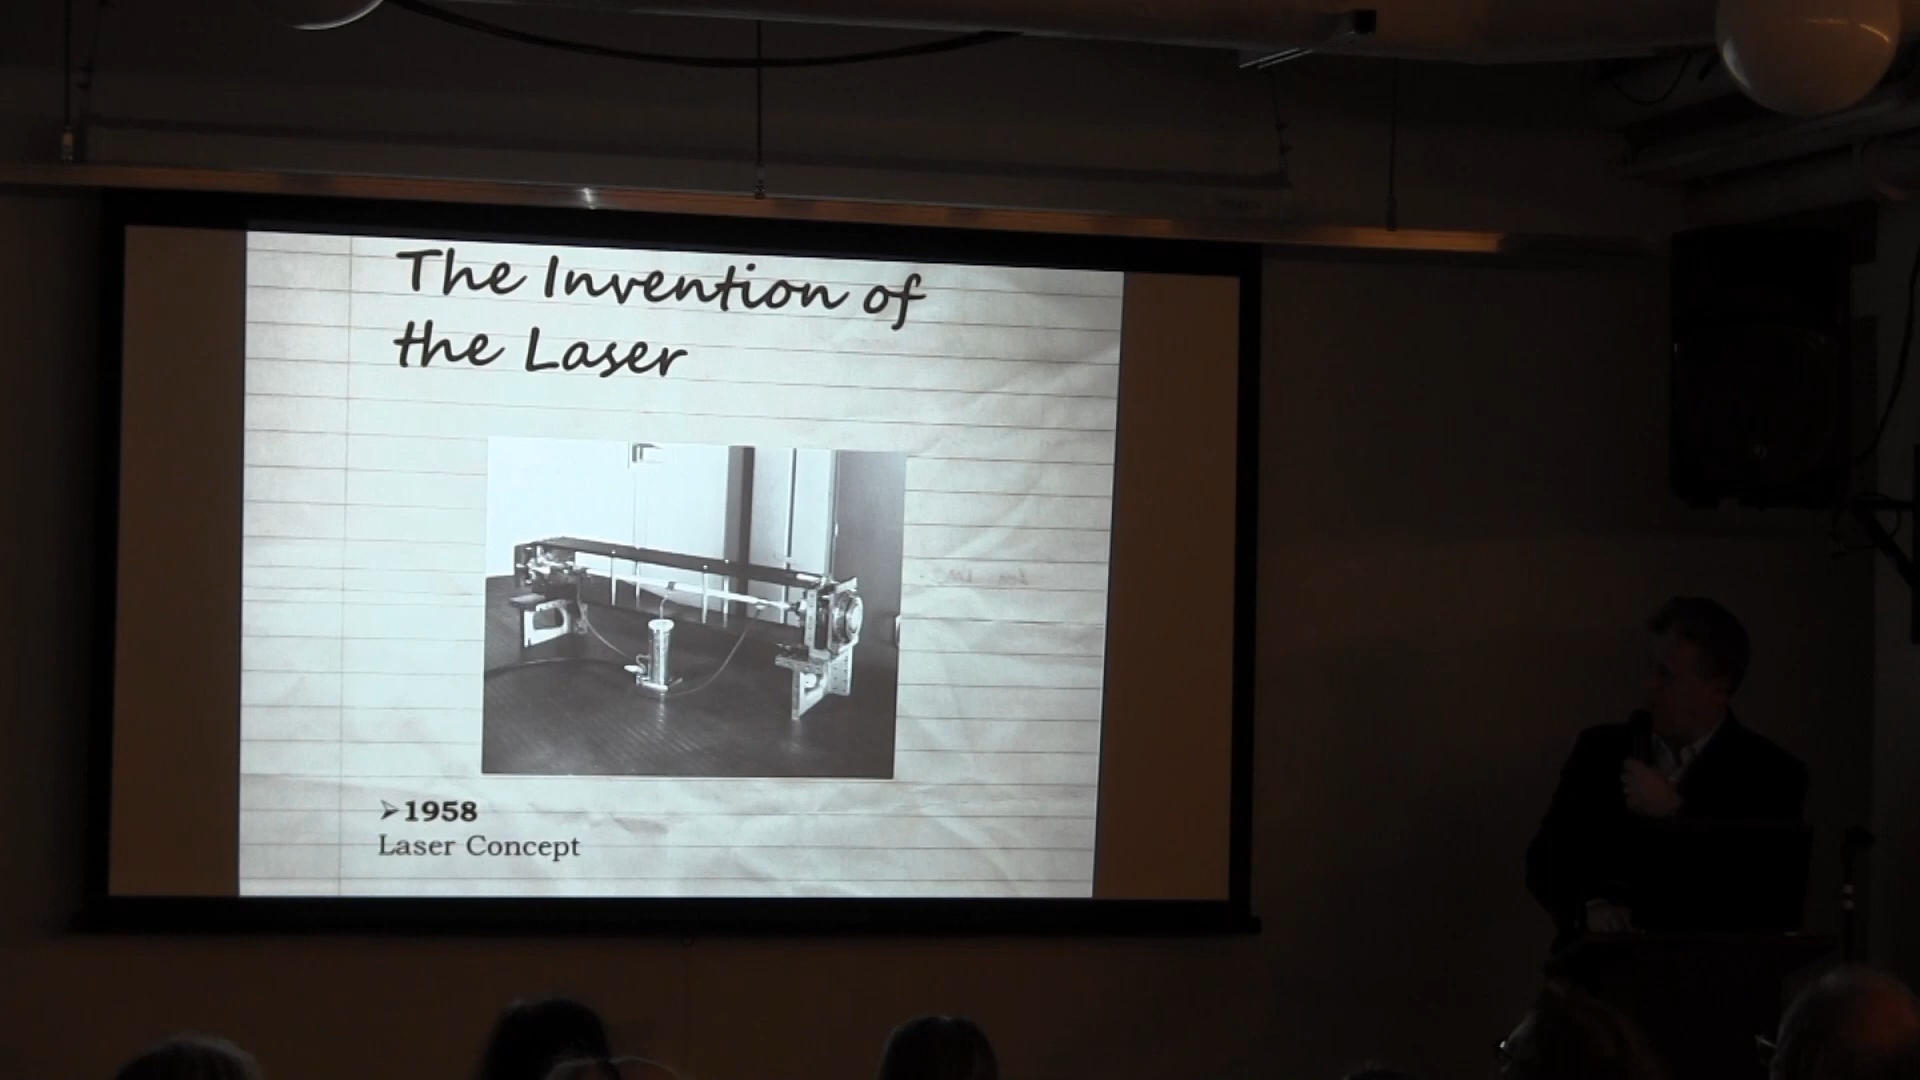 The Invention of
the Laser
➢1958
Laser Concept